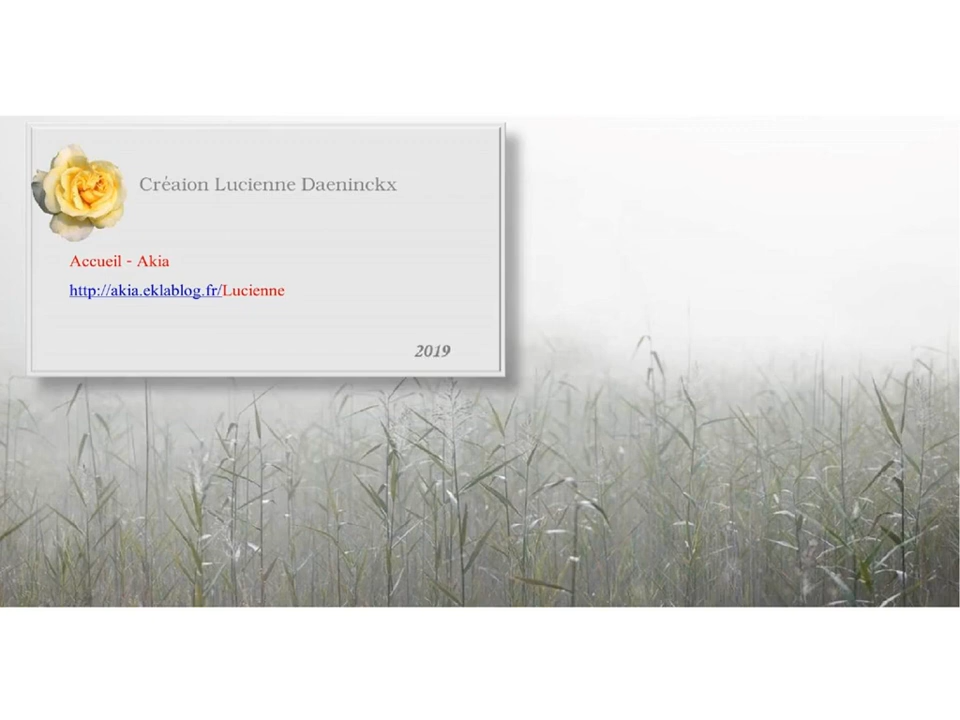 Créaion Lucienne Daeninckx
Accueil - Akia
http://akia.eklablog.fr/Lucienne
2019